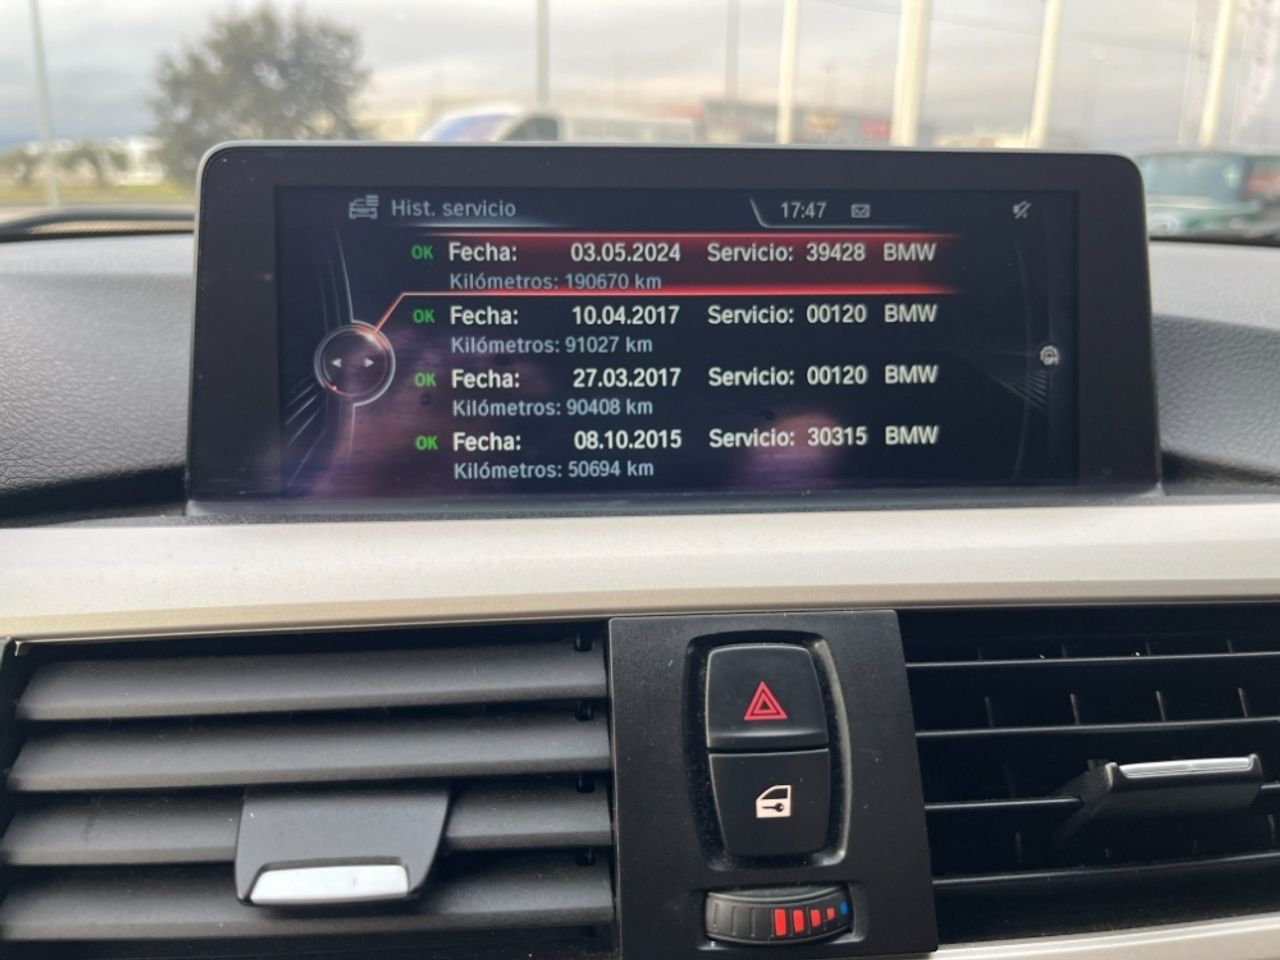 Hist. servicio 17:47
OK Fecha: 03.05.2024 Servicio: 39428 BMW
Kilómetros: 190670 km
OK Fecha: 10.04.2017 Servicio: 00120 BMW
Kilómetros: 91027 km
OK Fecha: 27.03.2017 Servicio: 00120 BMW
Kilómetros: 90408 km
OK Fecha: 08.10.2015 Servicio: 30315 BMW
Kilómetros: 50694 km